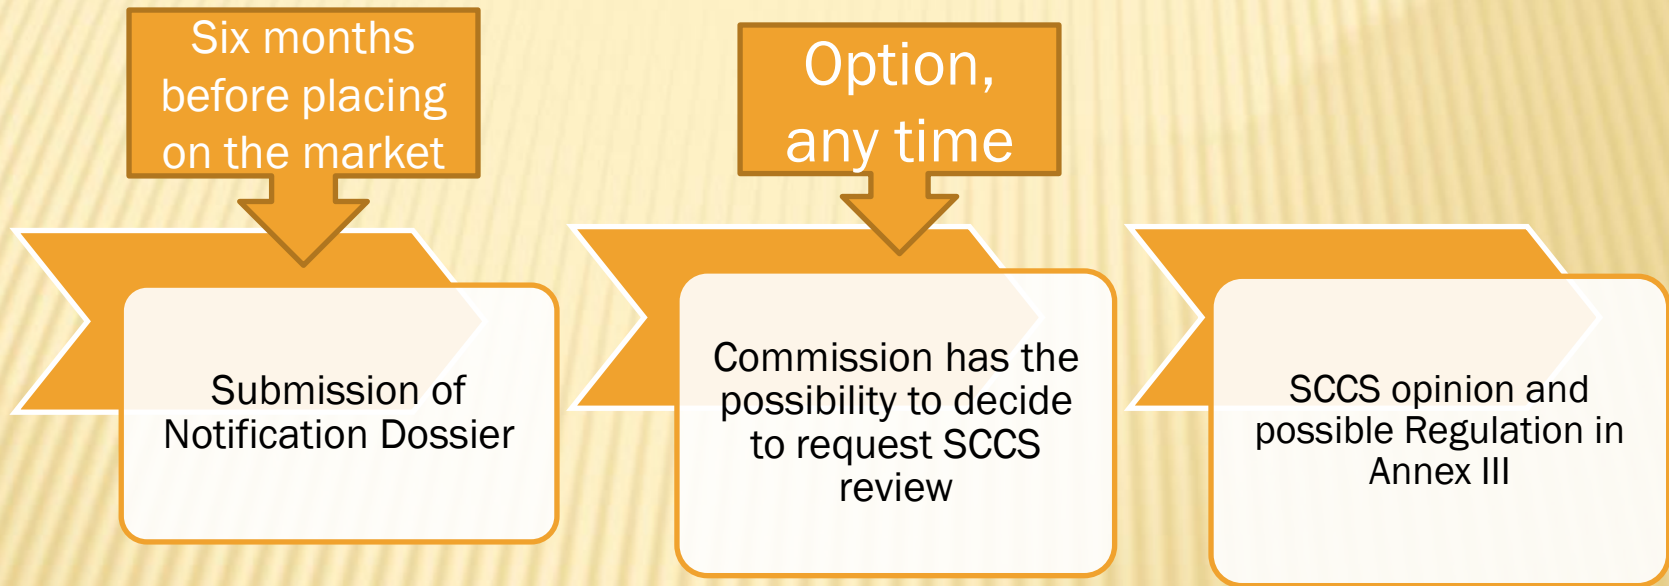 Six months
before placing
on the market
Option,
any time
Submission of
Notification Dossier
Commission has the
possibility to decide
to request SCCS
review
SCCS opinion and
possible Regulation in
Annex III